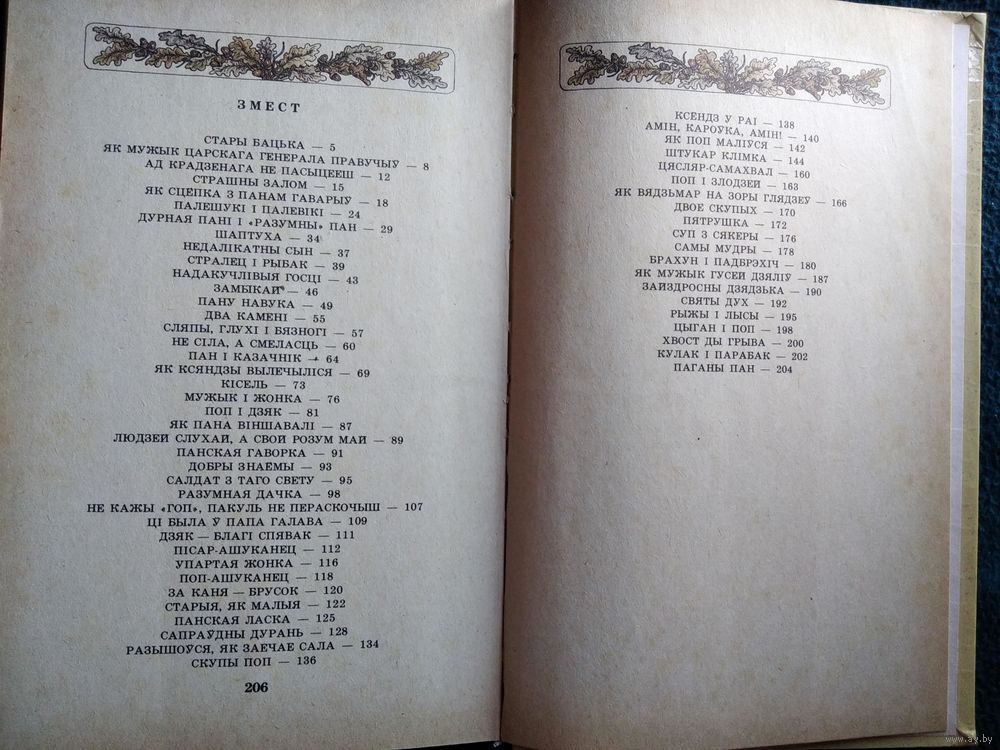 ЗМЕСТ
СТАРЫ БАЦЬКА — 5
ЯК МУЖЫК ЦАРСКАГА ГЕНЕРАЛА ПРАВУЧЫЎ — 8
АД КРАДЗЕНАГА НЕ ПАСЫЦЕЕШ — 12
СТРАШНЫ ЗАЛОМ — 15
ЯК СЦЁПКА З ПАНАМ ГАВАРЫЎ — 18
ПАЛЕШУКІ І ПАЛЕВІКІ — 24
ДУРНАЯ ПАНІ І «РАЗУМНЫ» ПАН — 29
ШАПТУХА — 34
НЕДАЛІКАТНЫ СЫН — 37
СТРАЛЕЦ І РЫБАК — 39
НАДАКУЧЛІВЫЯ ГОСЦІ — 43
ЗАМЫКАЙ — 46
ПАНУ НАВУКА — 49
ДВА КАМЕНІ — 55
СЛЯПЫ, ГЛУХІ І БЯЗНОГІ — 57
НЕ СІЛА, А СМЕЛАСЦЬ — 60
ПАН І КАЗАЧНІК — 64
ЯК КСЯНДЗЫ ВЫЛЕЧЫЛІСЯ — 69
КІСЕЛЬ — 73
МУЖЫК І ЖОНКА — 76
ПОП І ДЗЯК — 81
ЯК ПАНА ВІНШАВАЛІ — 87
ЛЮДЗЕЙ СЛУХАЙ, А СВОЙ РОЗУМ МАЙ — 89
ПАНСКАЯ ГАВОРКА — 91
ДОБРЫ ЗНАЁМЫ — 93
САЛДАТ З ТАГО СВЕТУ — 95
РАЗУМНАЯ ДАЧКА — 98
НЕ КАЖЫ «ГОП», ПАКУЛЬ НЕ ПЕРАСКОЧЫШ — 107
ЦІ БЫЛА Ў ПАПА ГАЛАВА — 109
ДЗЯК — БЛАГІ СПЯВАК — 111
ПІСАР-АШУКАНЕЦ — 112
УПАРТАЯ ЖОНКА — 116
ПОП-АШУКАНЕЦ — 118
ЗА КАНЯ — БРУСОК — 120
СТАРЫЯ, ЯК МАЛЫЯ — 122
ПАНСКАЯ ЛАСКА — 125
САПРАЎДНЫ ДУРАНЬ — 128
РАЗЫШОЎСЯ, ЯК ЗАЕЧАЕ САЛА — 134
СКУПЫ ПОП — 136
206
КСЁНДЗ У РАІ — 138
АМІН, КАРОЎКА, АМІН! — 140
ЯК ПОП МАЛІЎСЯ — 142
ШТУКАР КЛІМКА — 144
ЦЯСЛЯР-САМАХВАЛ — 160
ПОП І ЗЛОДЗЕЙ — 163
ЯК ВЯДЗЬМАР НА ЗОРЫ ГЛЯДЗЕЎ — 166
ДВОЕ СКУПЫХ — 170
ПЯТРУШКА — 172
СУП З СЯКЕРЫ — 176
САМЫ МУДРЫ — 178
БРАХУН І ПАДБРЭХІЧ — 180
ЯК МУЖЫК ГУСЕЙ ДЗЯЛІЎ — 187
ЗАЙЗДРОСНЫ ДЗЯДЗЬКА — 190
СВЯТЫ ДУХ — 192
РЫЖЫ І ЛЫСЫ — 195
ЦЫГАН І ПОП — 198
ХВОСТ ДЫ ГРЫВА — 200
КУЛАК І ПАРАБАК — 202
ПАГАНЫ ПАН — 204
www.ay.by